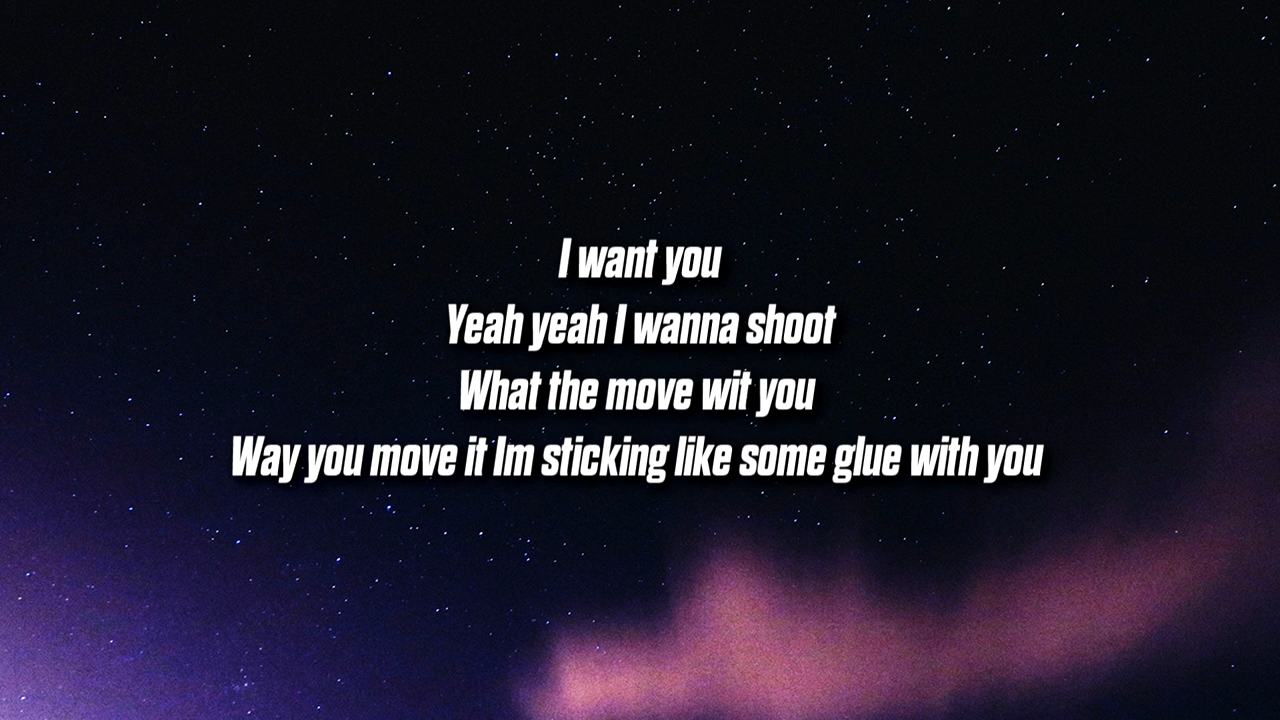 I want you
Yeah yeah I wanna shoot
What the move wit you
Way you move it Im sticking like some glue with you